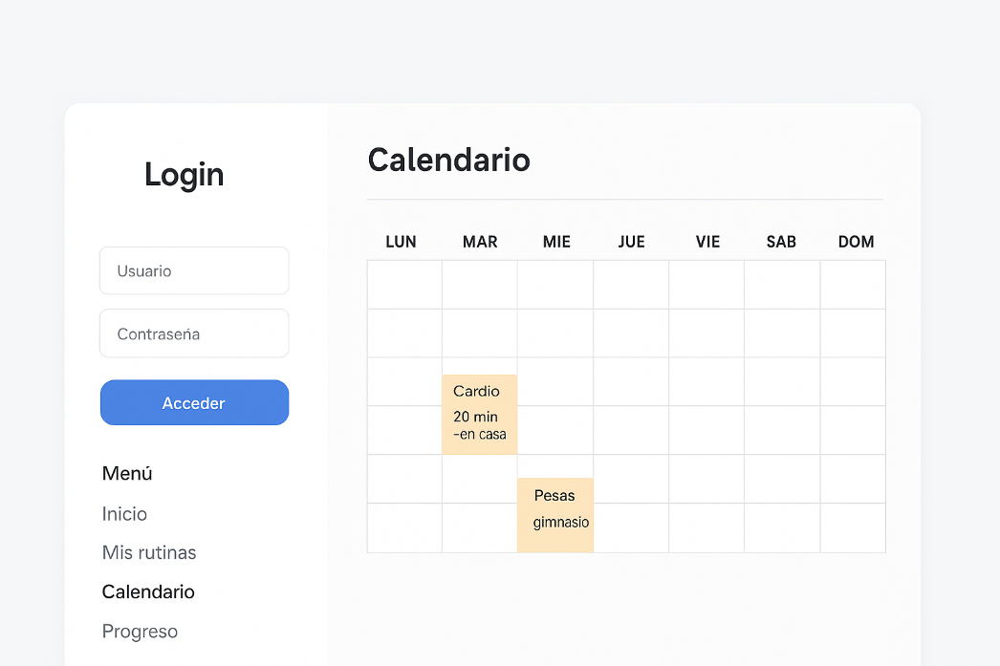 Login
Usuario
Contraseńa
Acceder
Menú
Inicio
Mis rutinas
Calendario
Progreso
Calendario
LUN MAR MIE JUE VIE SAB DOM
Cardio
20 min
-en casa
Pesas
gimnasio